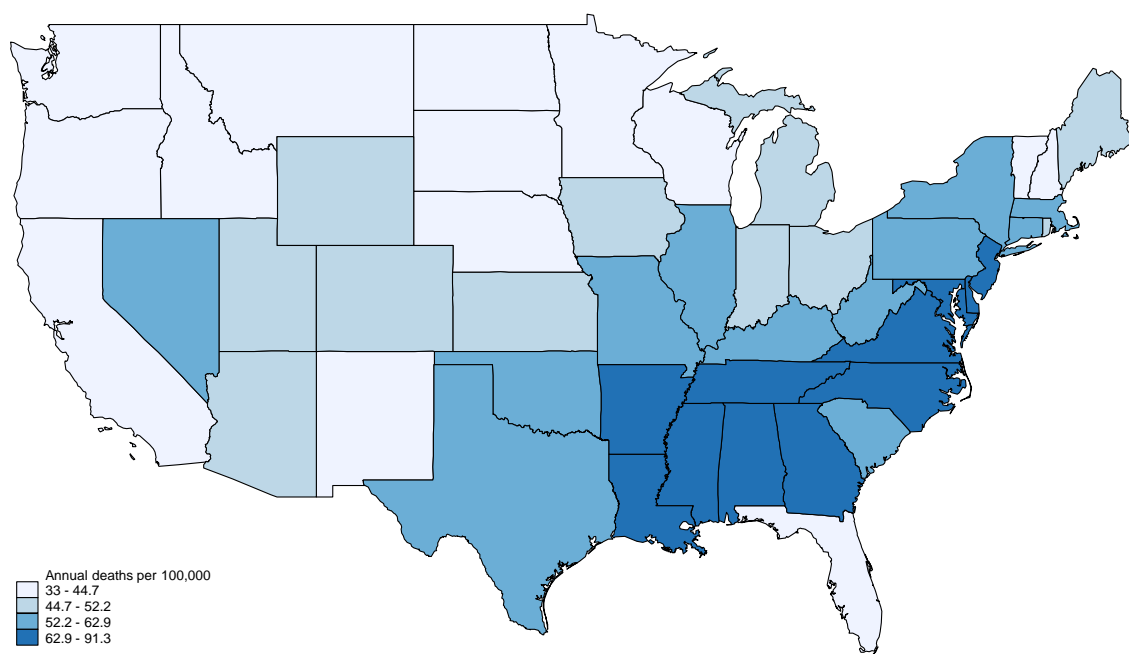 Annual deaths per 100,000
33 - 44.7
44.7 - 52.2
52.2 - 62.9
62.9 - 91.3